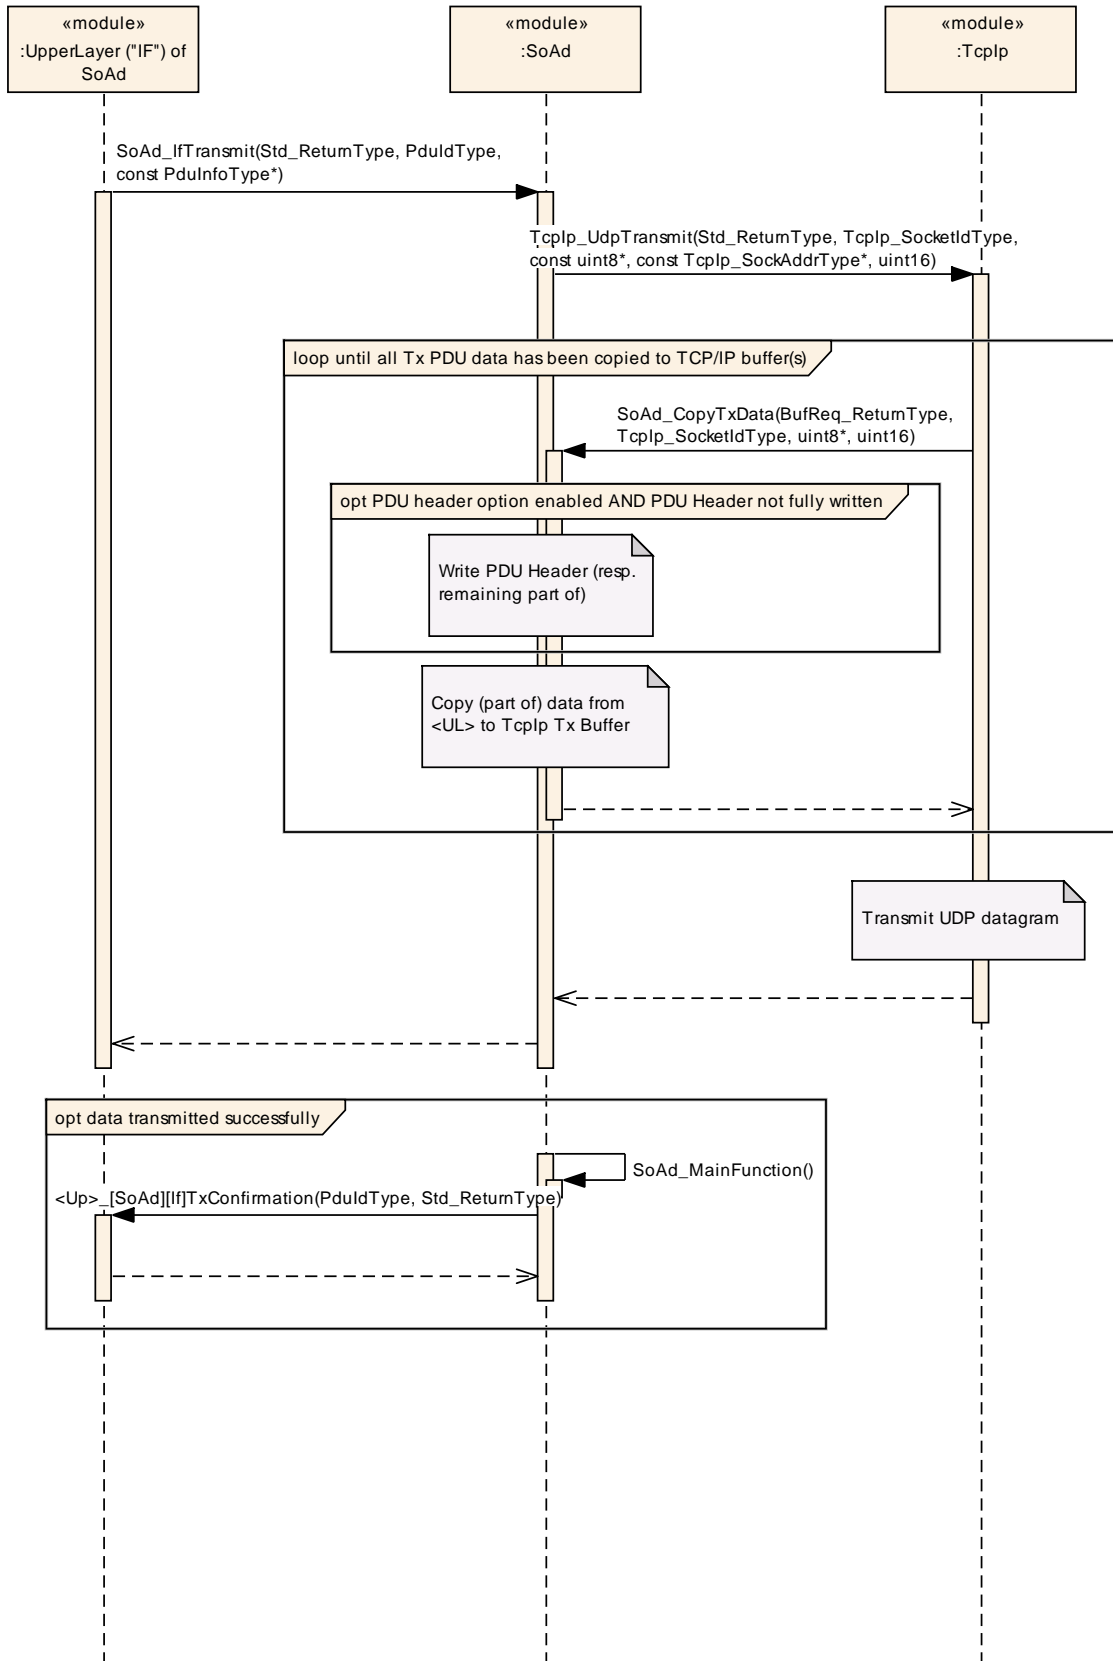 «module»
:UpperLayer ("IF") of
SoAd
«module»
:SoAd
«module»
:TcpIp
SoAd_IfTransmit(Std_ReturnType, PduIdType,
const PduInfoType*)
TcpIp_UdpTransmit(Std_ReturnType, TcpIp_SocketIdType,
const uint8*, const TcpIp_SockAddrType*, uint16)
loop until all Tx PDU data has been copied to TCP/IP buffer(s)
SoAd_CopyTxData(BufReq_ReturnType,
TcpIp_SocketIdType, uint8*, uint16)
opt PDU header option enabled AND PDU Header not fully written
Write PDU Header (resp.
remaining part of)
Copy (part of) data from
<UL> to TcpIp Tx Buffer
Transmit UDP datagram
opt data transmitted successfully
SoAd_MainFunction()
<Up>_[SoAd][If]TxConfirmation(PduIdType, Std_ReturnType)